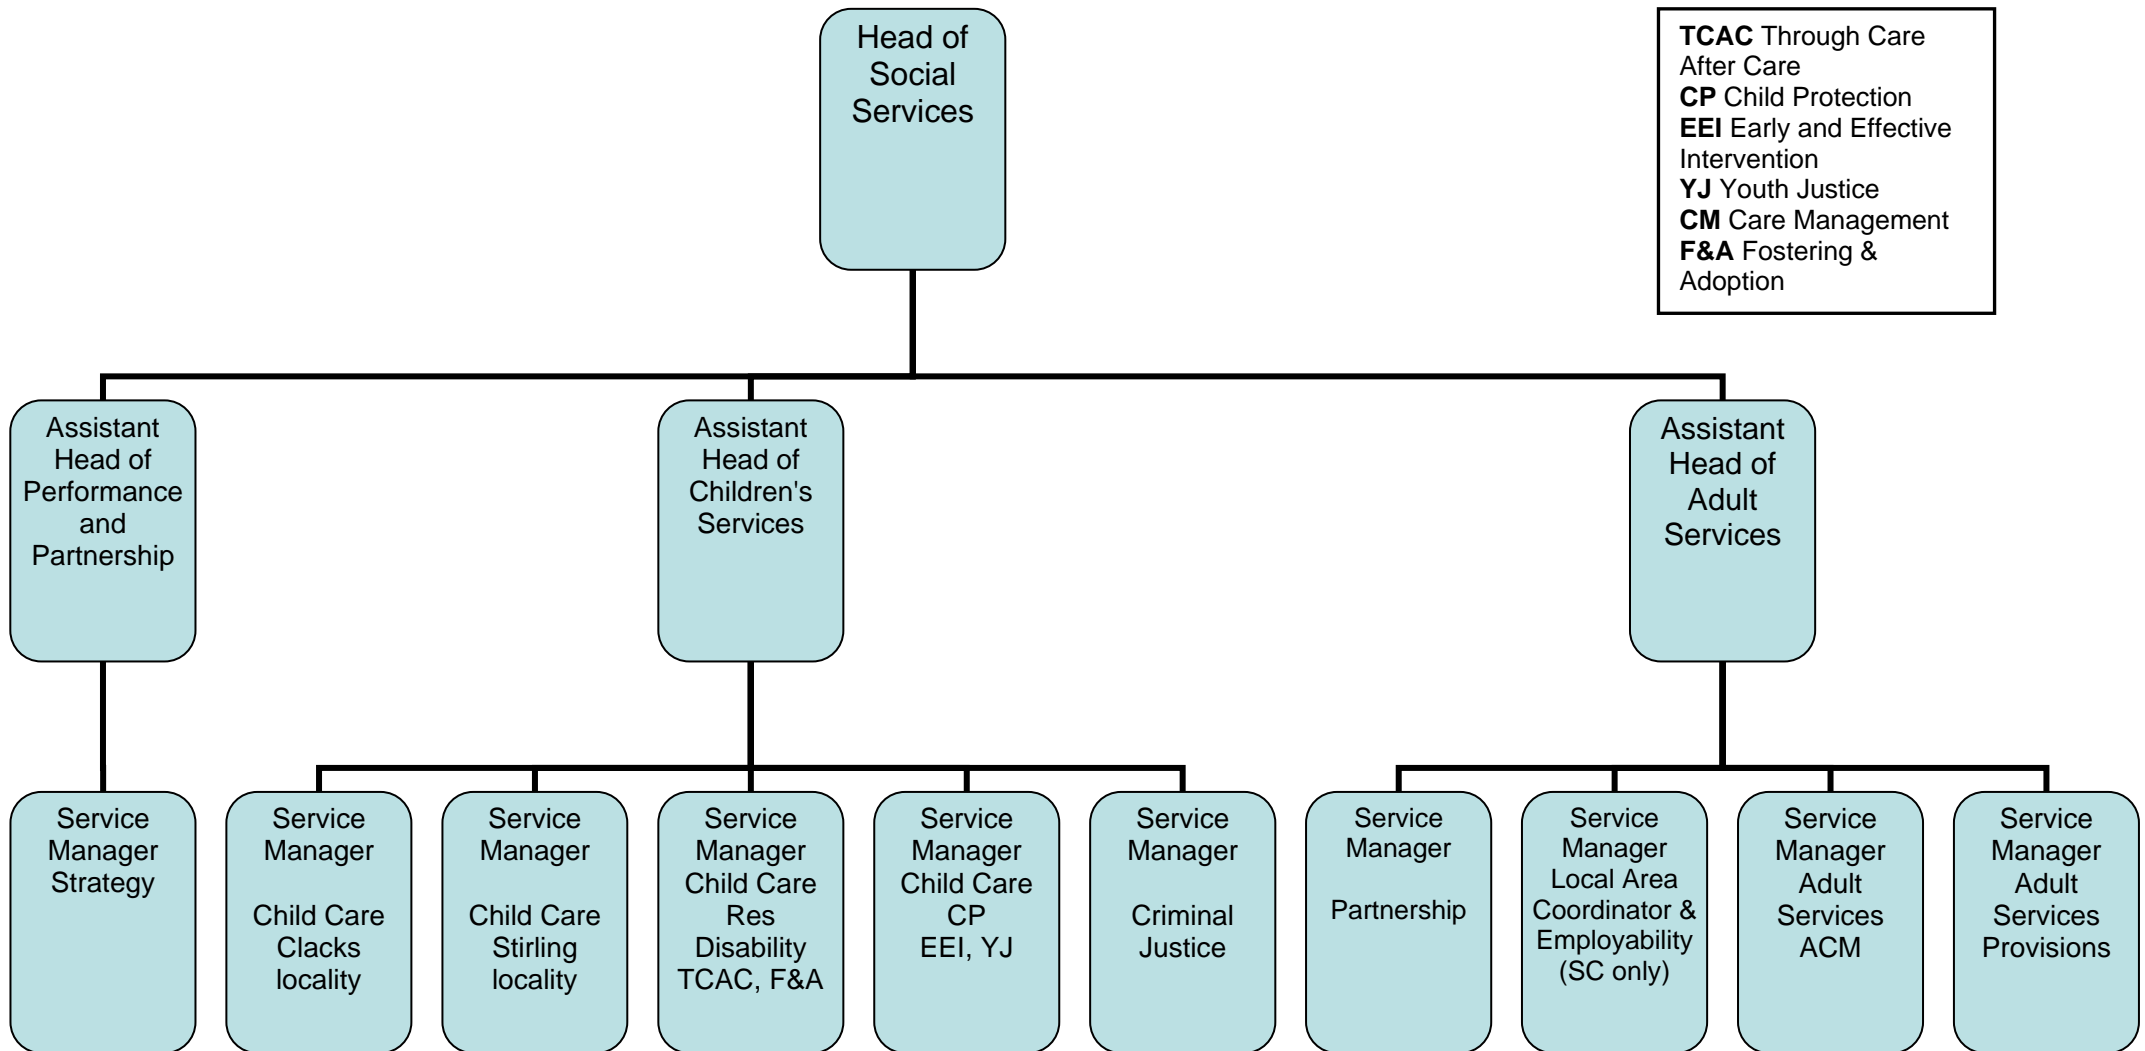 Head of
Social
Services
TCAC Through Care
After Care
CP Child Protection
EEI Early and Effective
Intervention
YJ Youth Justice
CM Care Management
F&A Fostering &
Adoption
Assistant
Head of
Performance
and
Partnership
Assistant
Head of
Children's
Services
Assistant
Head of
Adult
Services
Service
Manager
Strategy
Service
Manager
Child Care
Clacks
locality
Service
Manager
Child Care
Stirling
locality
Service
Manager
Child Care
Res
Disability
TCAC, F&A
Service
Manager
Child Care
CP
EEI, YJ
Service
Manager
Criminal
Justice
Service
Manager
Partnership
Service
Manager
Local Area
Coordinator &
Employability
(SC only)
Service
Manager
Adult
Services
ACM
Service
Manager
Adult
Services
Provisions